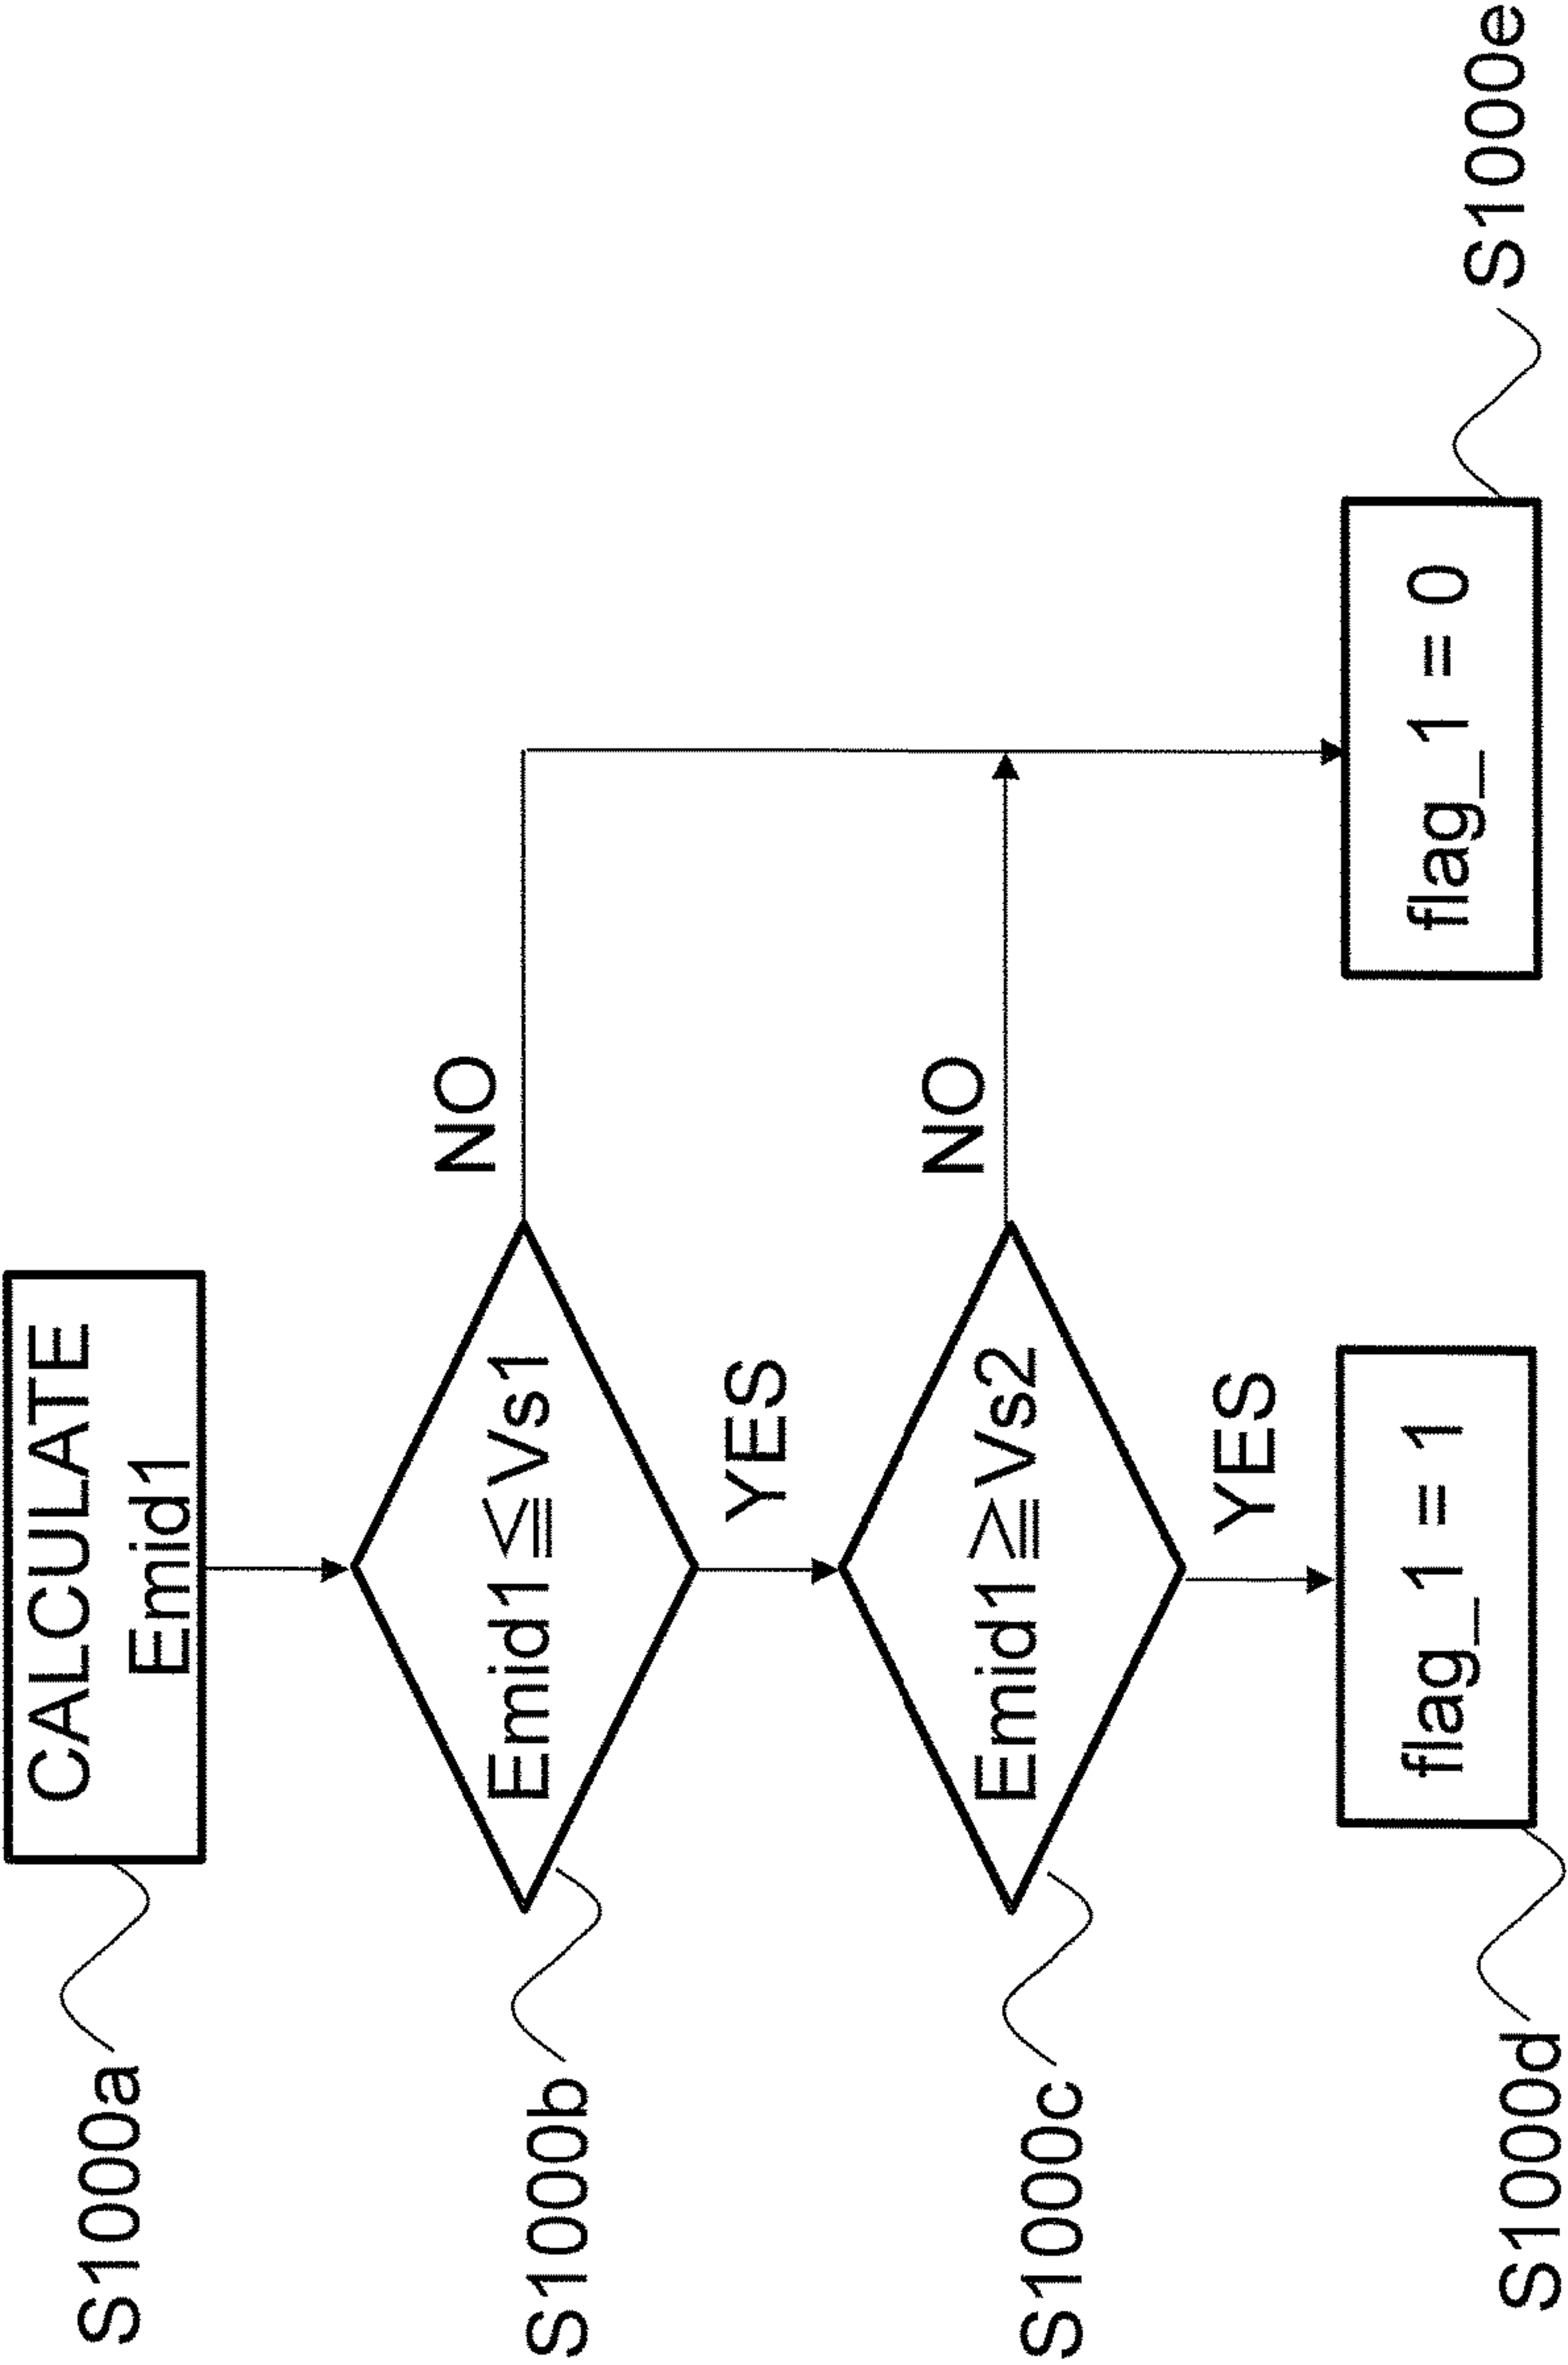 S1000a
CALCULATE
Emid1
S1000b
Emid1≦Vs1
NO
YES
S1000c
Emid1≧Vs2
NO
YES
S1000d
flag_1 = 1
flag_1 = 0
S1000e